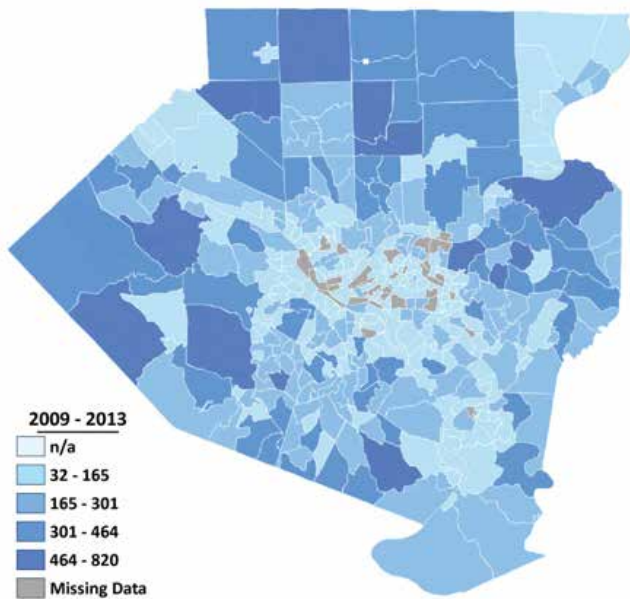 2009 - 2013
n/a
32 - 165
165 - 301
301 - 464
464 - 820
Missing Data